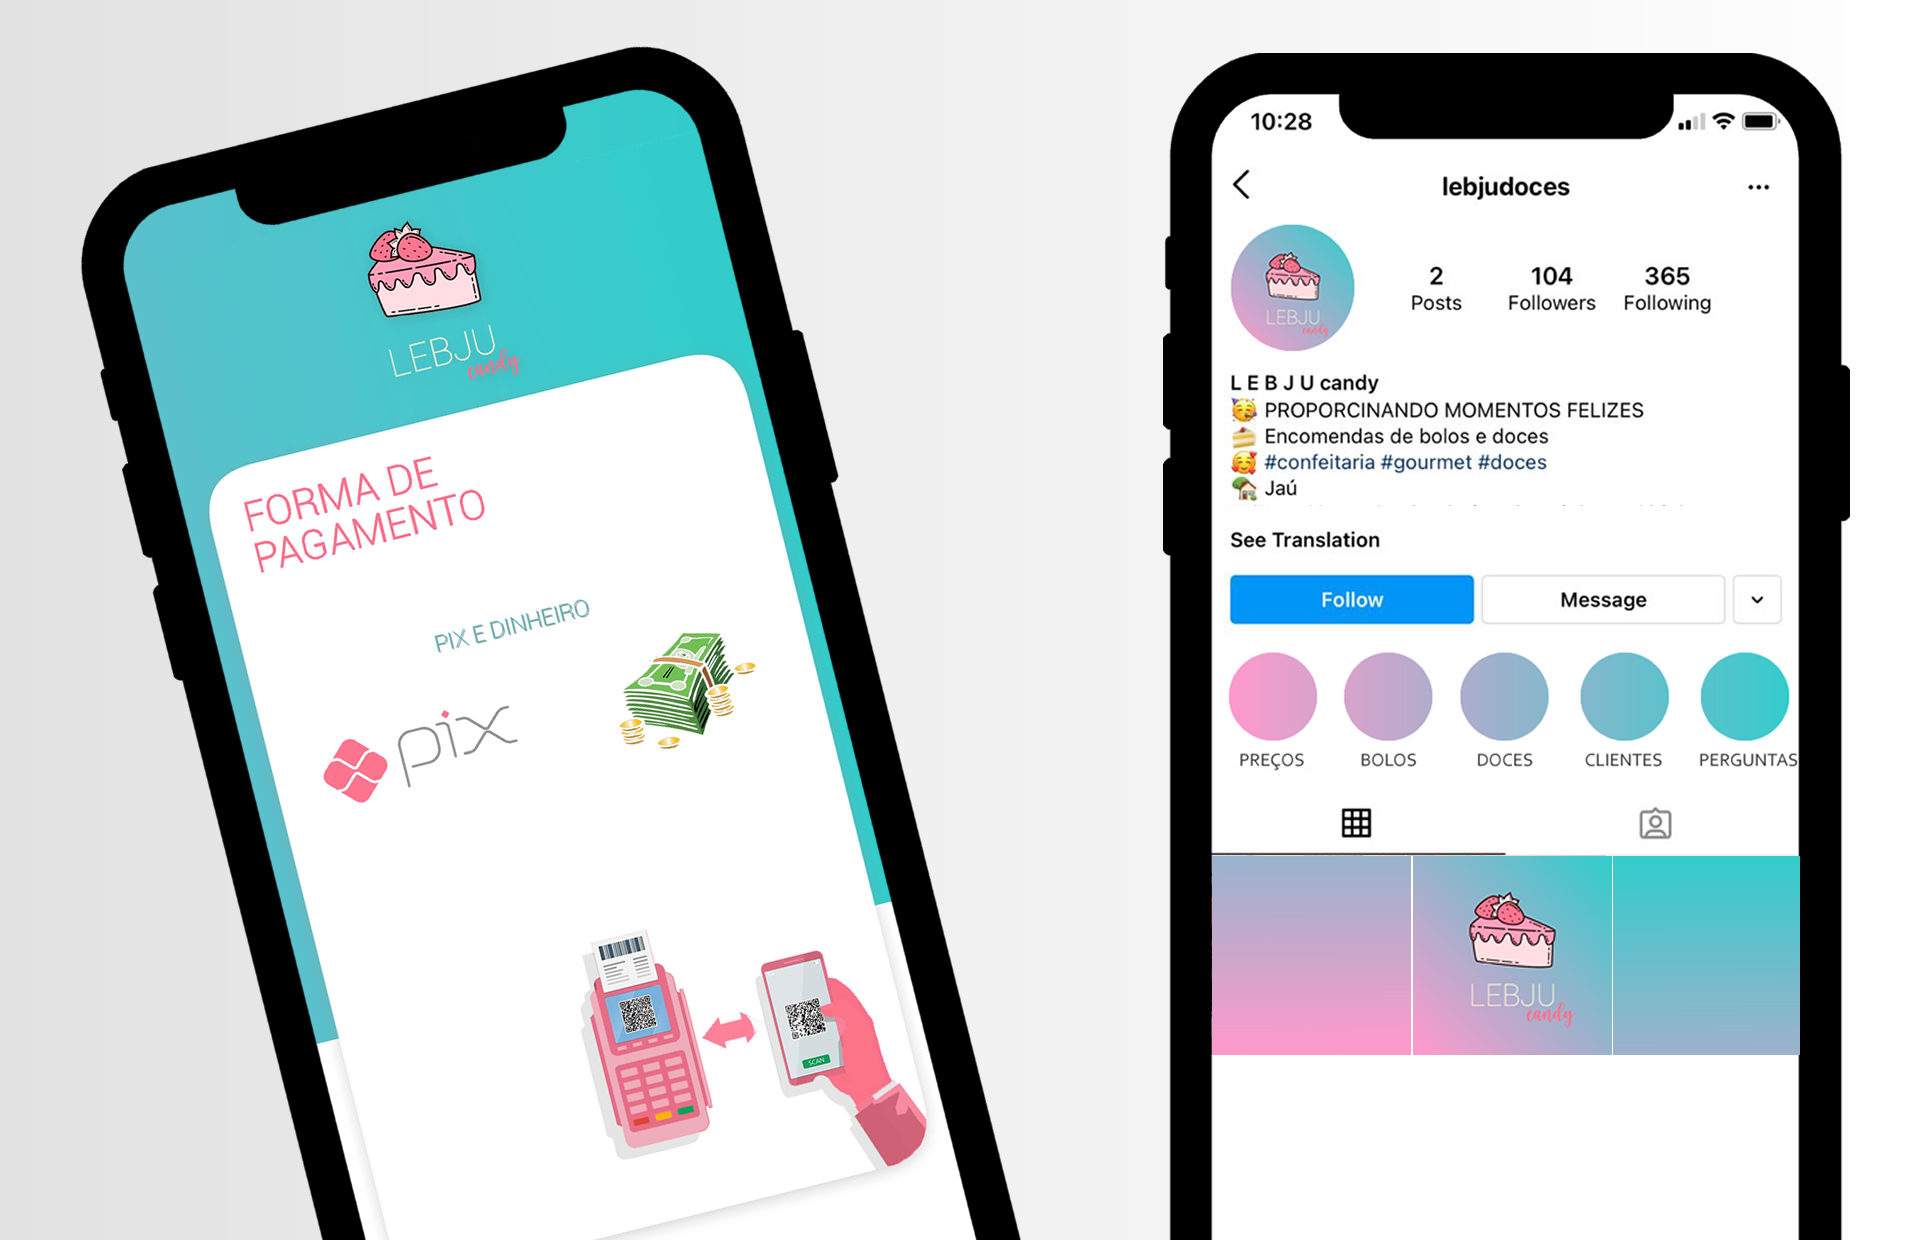 LEBJU
candy
FORMA DE
PAGAMENTO
PIX E DINHEIRO
pix
SCAN
10:28
lebjudoces
LEBJU
candy
2
Posts
104
Followers
365
Following
L E B J U candy
PROPORCINANDO MOMENTOS FELIZES
Encomendas de bolos e doces
#confeitaria #gourmet #doces
Jaú
See Translation
Follow
Message
PREÇOS
BOLOS
DOCES
CLIENTES
PERGUNTAS
LEBJU
candy